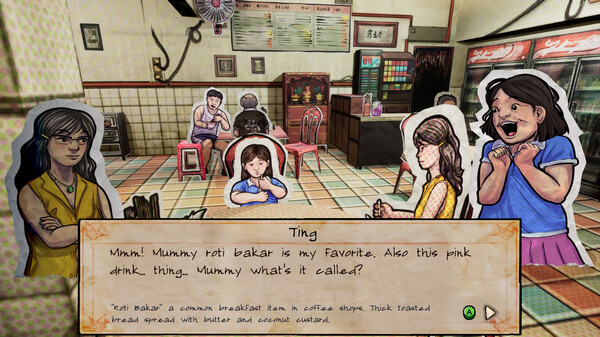 Ting
Mmm! Mummy roti bakar is my favorite. Also this pink
drink... thing... Mummy what's it called?
"Roti Bakar" a common breakfast item in coffee shops. Thick toasted
bread spread with butter and coconut custard.
A